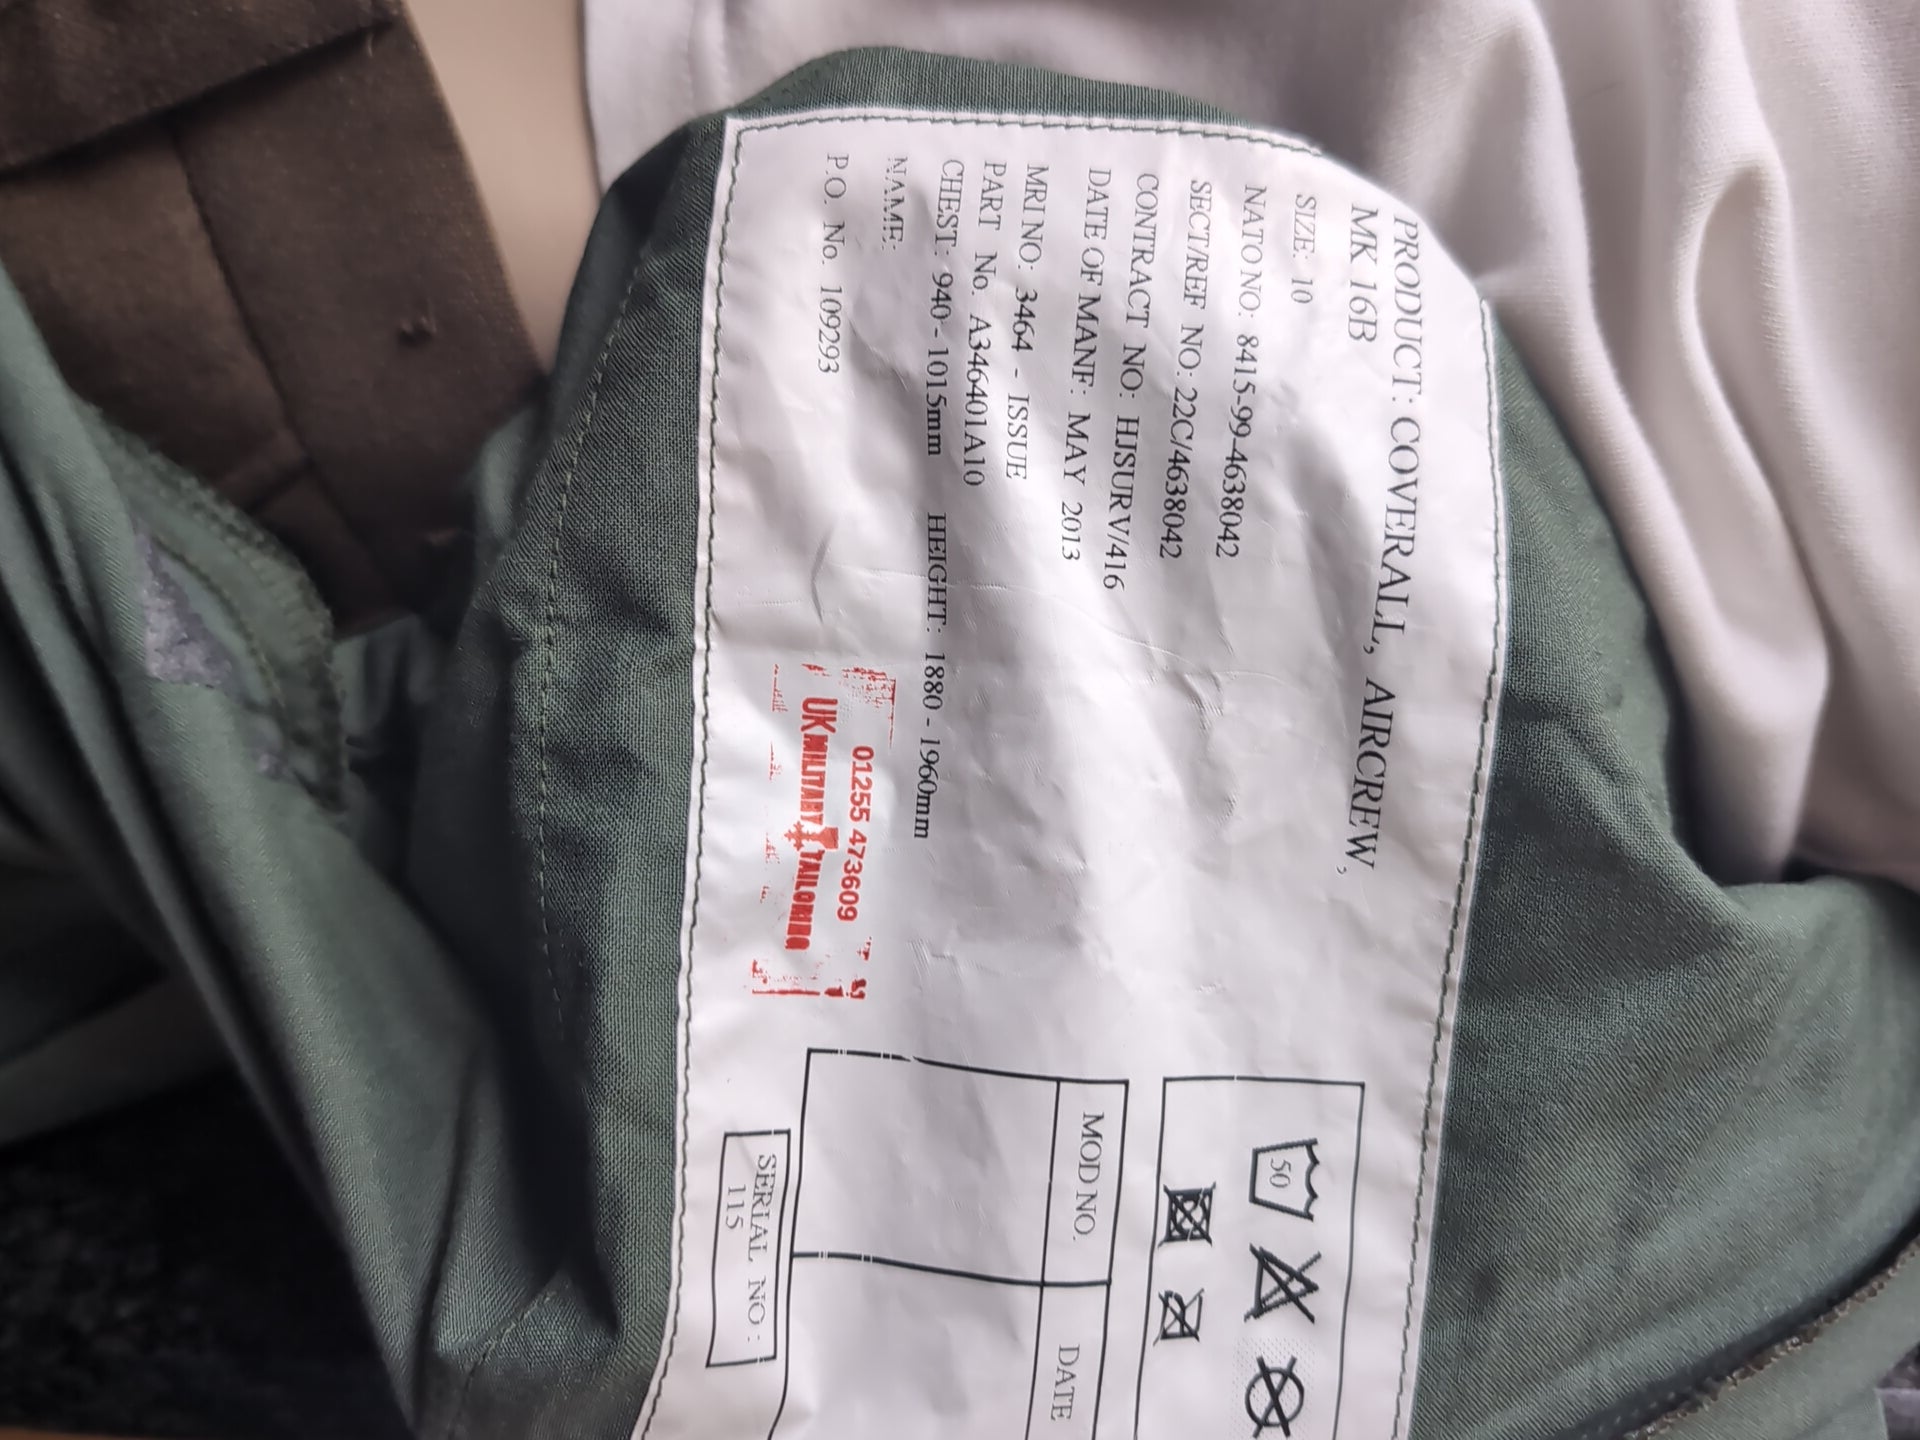 PRODUCT: COVERALL, AIRCREW,
MK 16B
SIZE: 10
NATO NO: 8415-99-4638042
SECT/REF NO: 22C/4638042
CONTRACT NO: HJSURV/416
DATE OF MANF: MAY 2013
MRI NO: 3464 - ISSUE
PART No. A346401A10
CHEST: 940 - 1015mm HEIGHT: 1880 - 1960mm
NAME:
P.O. No. 109293
01255 473609
UK MILITARY TAILORING
50
MOD NO. DATE
SERIAL NO:
115